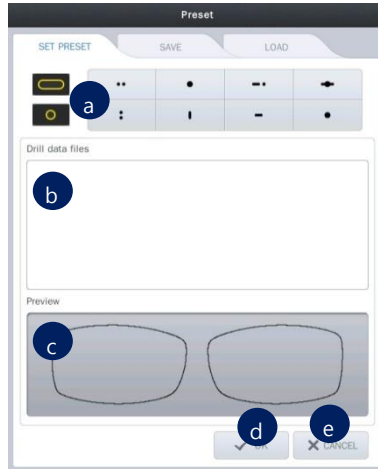 Preset
SET PRESET SAVE LOAD
a
Drill data files
b
Preview
c
d e
CANCEL